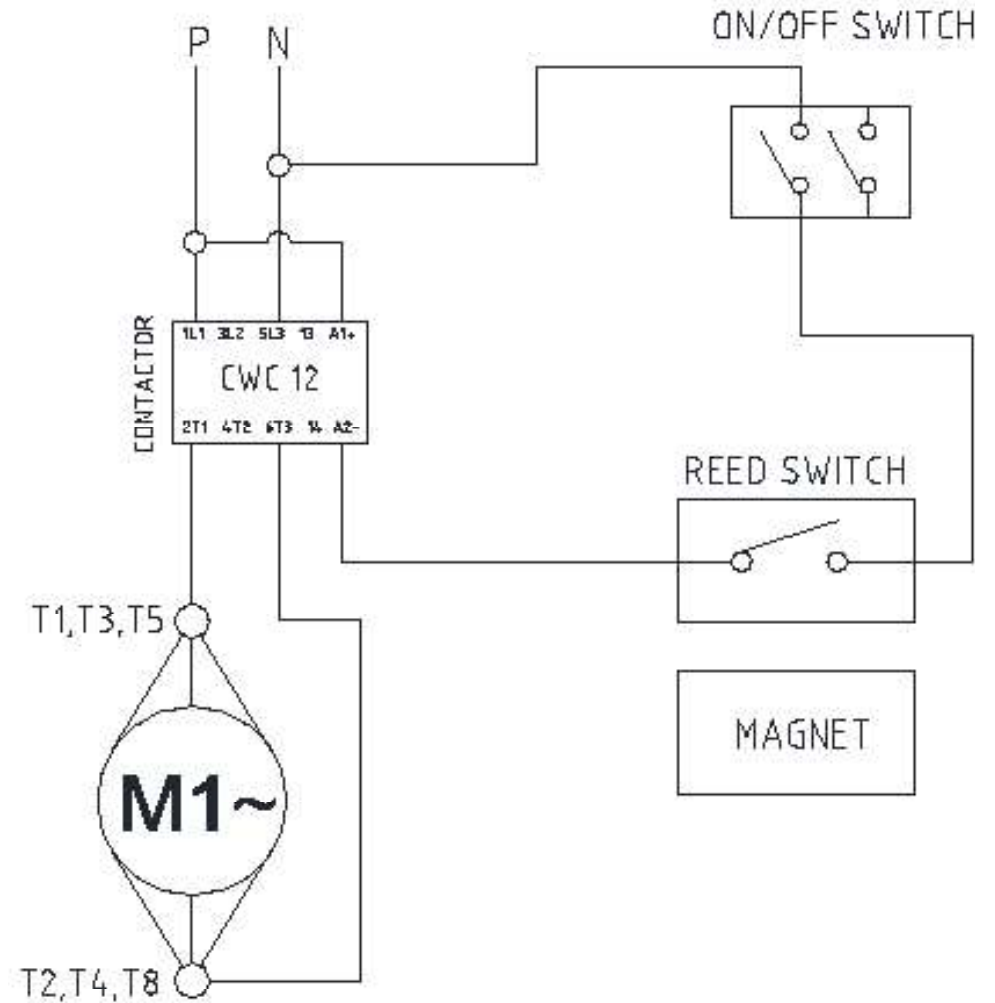 P N
ON/OFF SWITCH
CONTACTOR
1L1 3L2 5L3 13 A1+
CWC 12
2T1 4T2 6T3 14 A2-
REED SWITCH
T1,T3,T5
MAGNET
M1~
T2,T4,T8